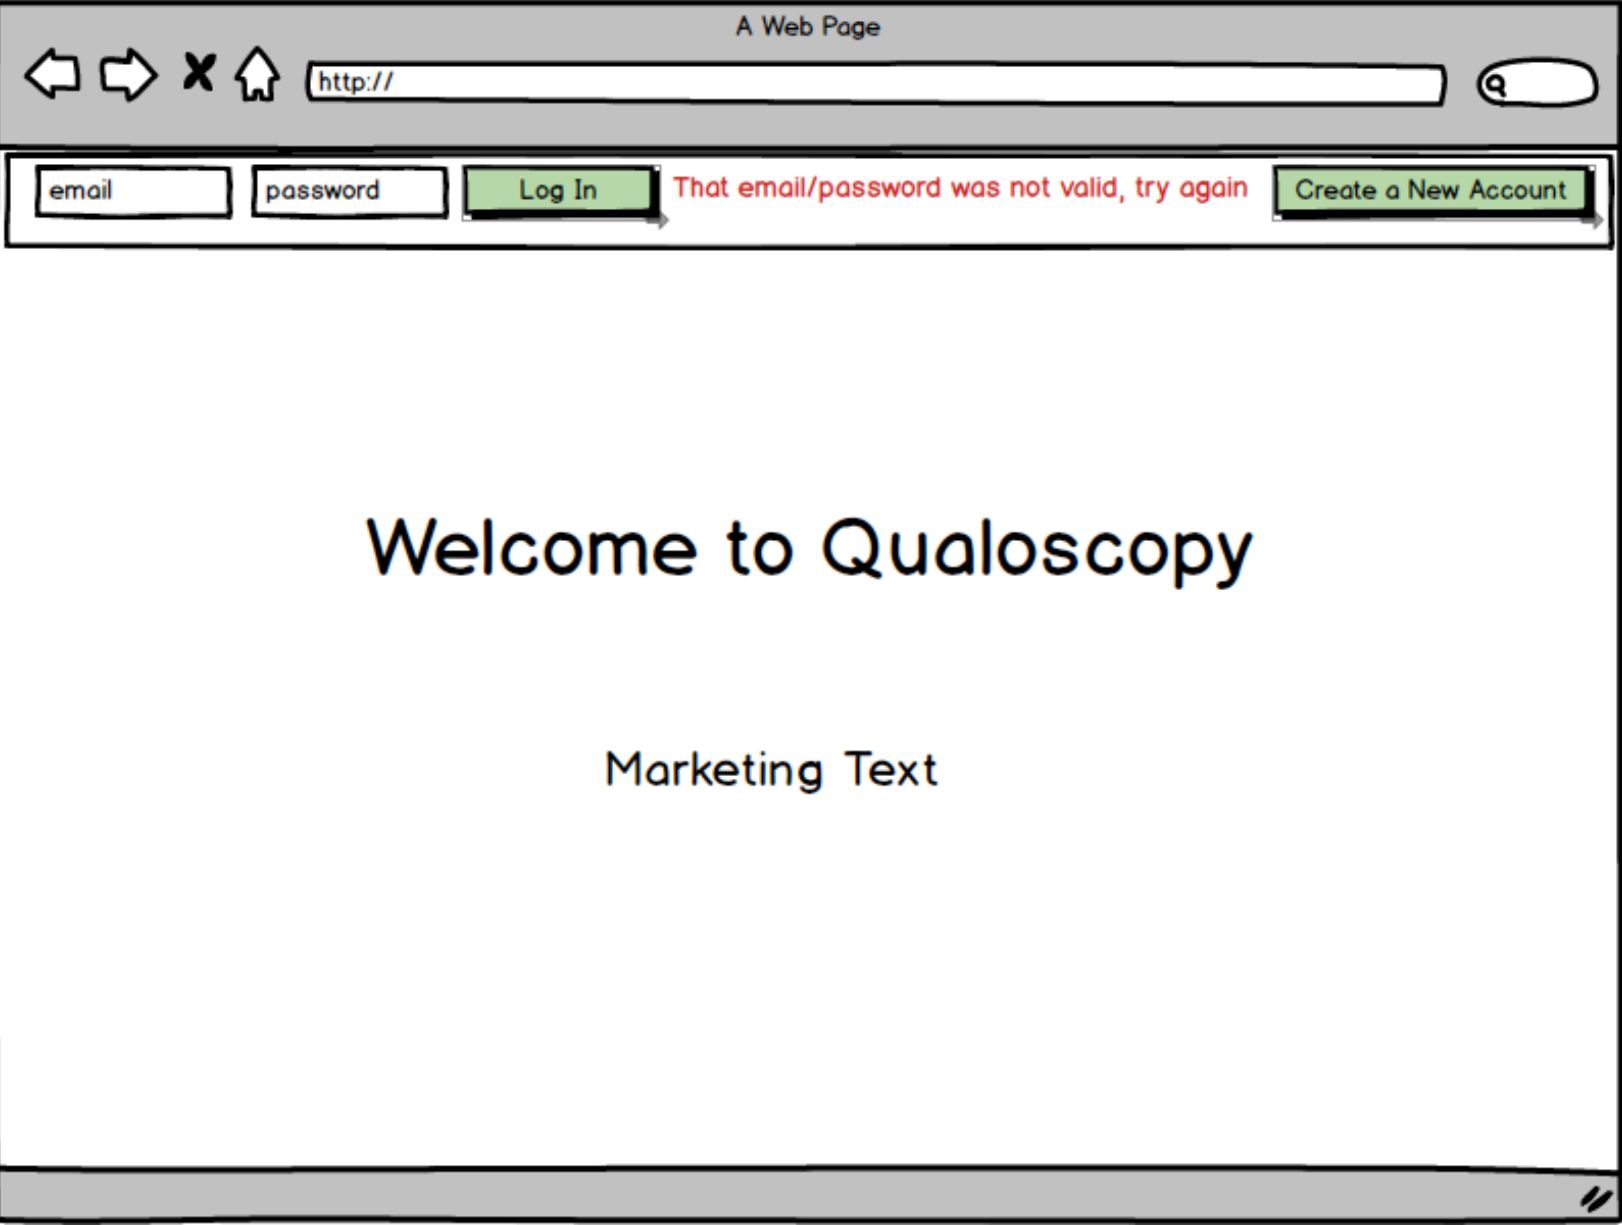 A Web Page
http://
email password Log In That email/password was not valid, try again Create a New Account
Welcome to Qualoscopy
Marketing Text